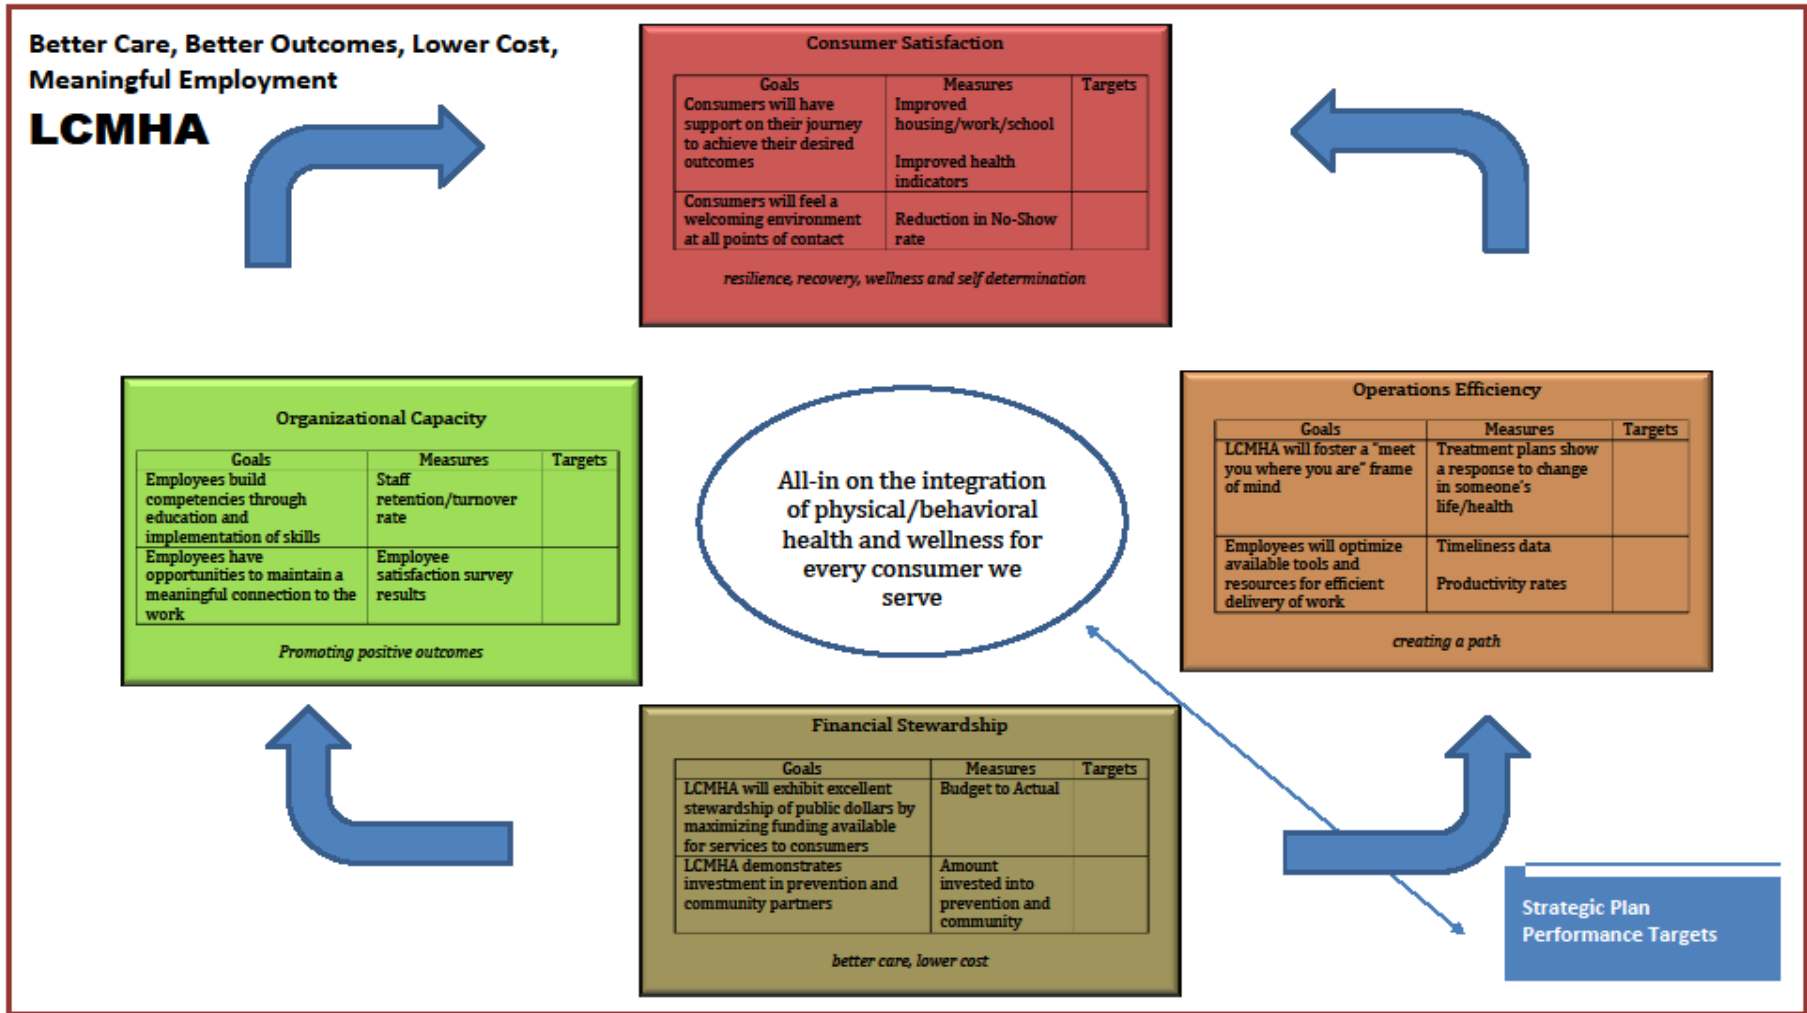 Better Care, Better Outcomes, Lower Cost,
Meaningful Employment
LCMHA
Consumer Satisfaction
Goals Measures Targets
Consumers will have
support on their journey
to achieve their desired
outcomes
Improved
housing/work/school
Improved health
indicators
Consumers will feel a
welcoming environment
at all points of contact
Reduction in No-Show
rate
resilience, recovery, wellness and self determination
Organizational Capacity
Goals Measures Targets
Employees build
competencies through
education and
implementation of skills
Staff
retention/turnover
rate
Employees have
opportunities to maintain a
meaningful connection to the
work
Employee
satisfaction survey
results
Promoting positive outcomes
All-in on the integration
of physical/behavioral
health and wellness for
every consumer we
serve
Operations Efficiency
Goals Measures Targets
LCMHA will foster a "meet
you where you are" frame
of mind
Treatment plans show
a response to change
in someone's
life/health
Employees will optimize
available tools and
resources for efficient
delivery of work
Timeliness data
Productivity rates
creating a path
Financial Stewardship
Goals Measures Targets
LCMHA will exhibit excellent
stewardship of public dollars by
maximizing funding available
for services to consumers
Budget to Actual
LCMHA demonstrates
investment in prevention and
community partners
Amount
invested into
prevention and
community
better care, lower cost
Strategic Plan
Performance Targets